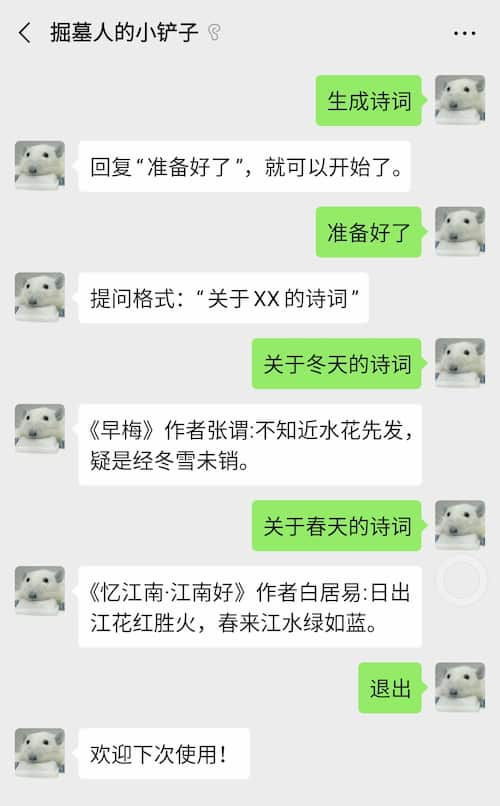 掘墓人的小铲子
生成诗词
回复“准备好了”，就可以开始了。
准备好了
提问格式：“关于XX的诗词”
关于冬天的诗词
《早梅》作者张谓:不知近水花先发，
疑是经冬雪未销。
关于春天的诗词
《忆江南·江南好》作者白居易:日出
江花红胜火，春来江水绿如蓝。
退出
欢迎下次使用！